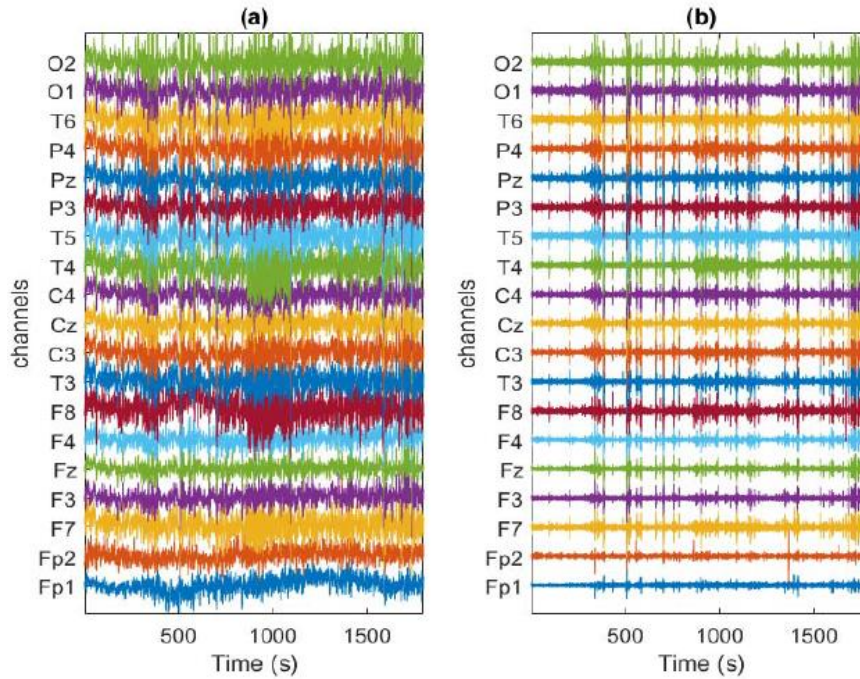 (a)
O2
O1
T6
P4
Pz
P3
T5
T4
C4
Cz
C3
T3
F8
F4
Fz
F3
F7
Fp2
Fp1
channels
500 1000 1500
Time (s)
(b)
O2
O1
T6
P4
Pz
P3
T5
T4
C4
Cz
C3
T3
F8
F4
Fz
F3
F7
Fp2
Fp1
channels
500 1000 1500
Time (s)